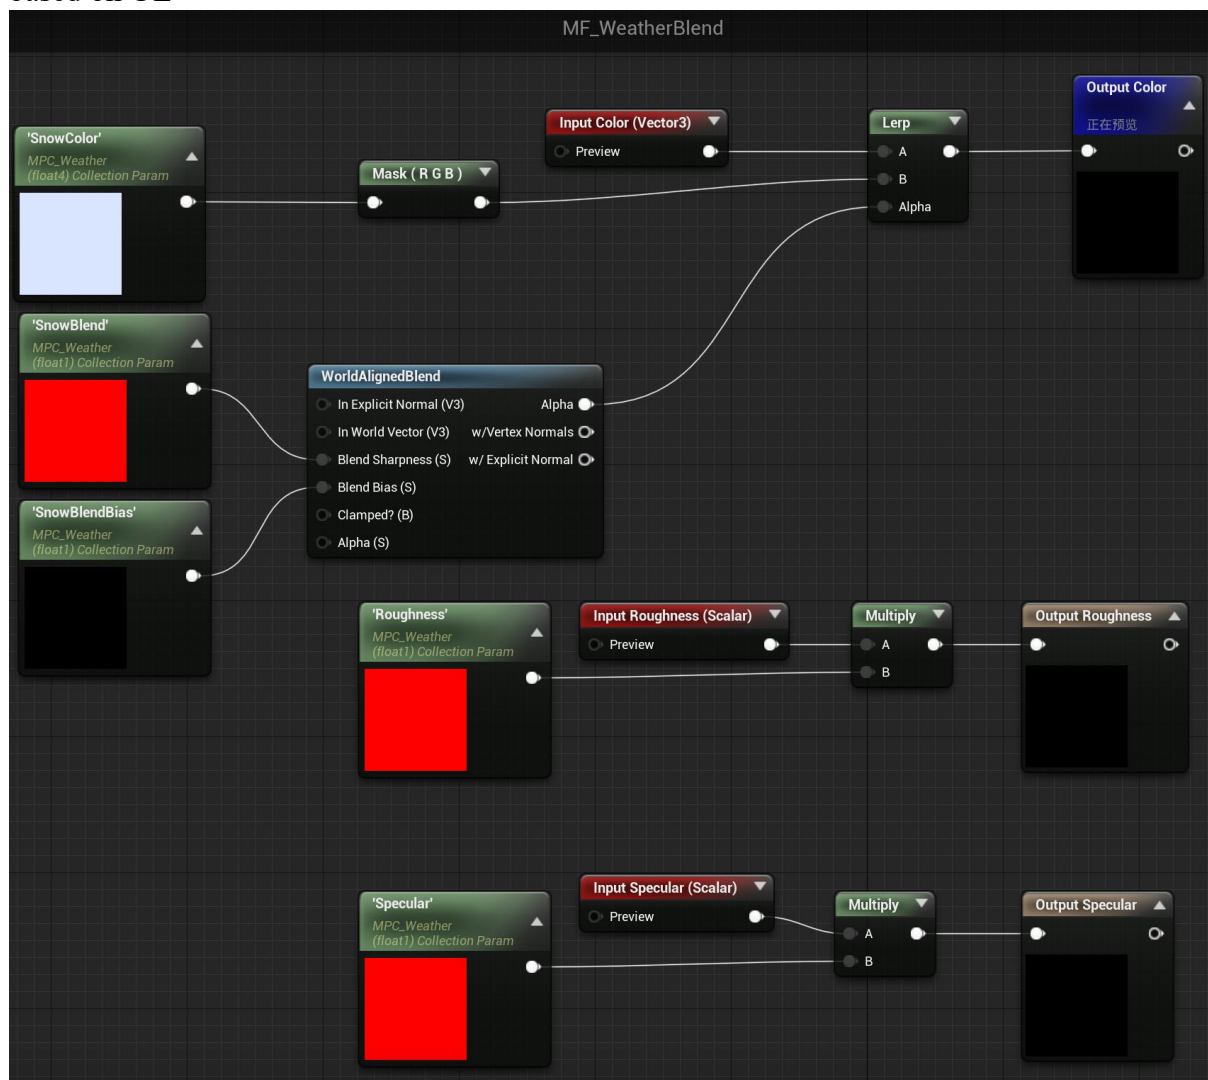 MF_WeatherBlend
Output Color
正在预览
Input Color (Vector3)
Preview
Lerp
A
B
Alpha
'SnowColor'
MPC_Weather
(float4) Collection Param
Mask ( R G B )
'SnowBlend'
MPC_Weather
(float1) Collection Param
WorldAlignedBlend
In Explicit Normal (V3) Alpha
In World Vector (V3) w/Vertex Normals
Blend Sharpness (S) w/ Explicit Normal
Blend Bias (S)
Clamped? (B)
Alpha (S)
'SnowBlendBias'
MPC_Weather
(float1) Collection Param
'Roughness'
MPC_Weather
(float1) Collection Param
Input Roughness (Scalar)
Preview
Multiply
A
B
Output Roughness
'Specular'
MPC_Weather
(float1) Collection Param
Input Specular (Scalar)
Preview
Multiply
A
B
Output Specular